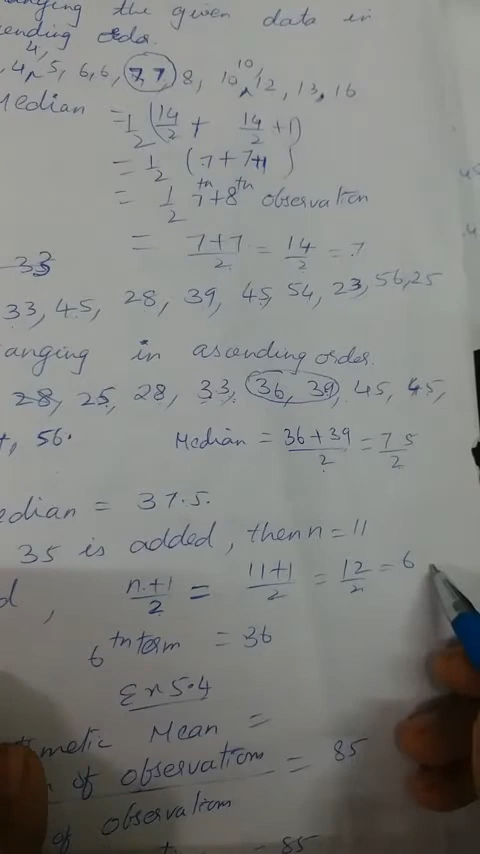 anging the given data in
cending order.
4,
4, 5, 6, 6, 7, 7, 8, 10, 10, 12, 13, 16
Median = 1/2 (14/2 + 14/2 + 1)
= 1/2 (7 + 7+1)
= 1/2 7th + 8th observation
= 7+7/2 = 14/2 = 7
33
33, 45, 28, 39, 45, 54, 23, 56, 25
anging in ascending order.
28, 25, 28, 33, 36, 39, 45, 45,
56. Median = 36+39/2 = 75/2
edian = 37.5.
35 is added, then n = 11
d, n+1/2 = 11+1/2 = 12/2 = 6
6th term = 36
Ex 5.4
metic Mean =
of observation = 85
of observation
= 85